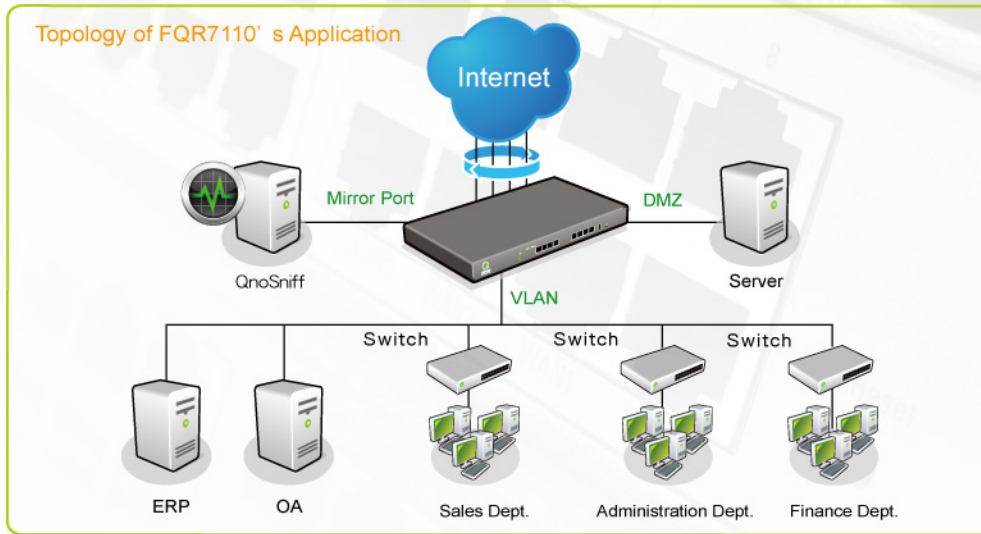 Topology of FQR7110’ s Application
Internet
Mirror Port
DMZ
QnoSniff
Server
VLAN
Switch
Switch
Switch
ERP
OA
Sales Dept.
Administration Dept.
Finance Dept.